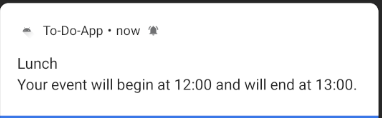 To-Do-App • now
Lunch
Your event will begin at 12:00 and will end at 13:00.